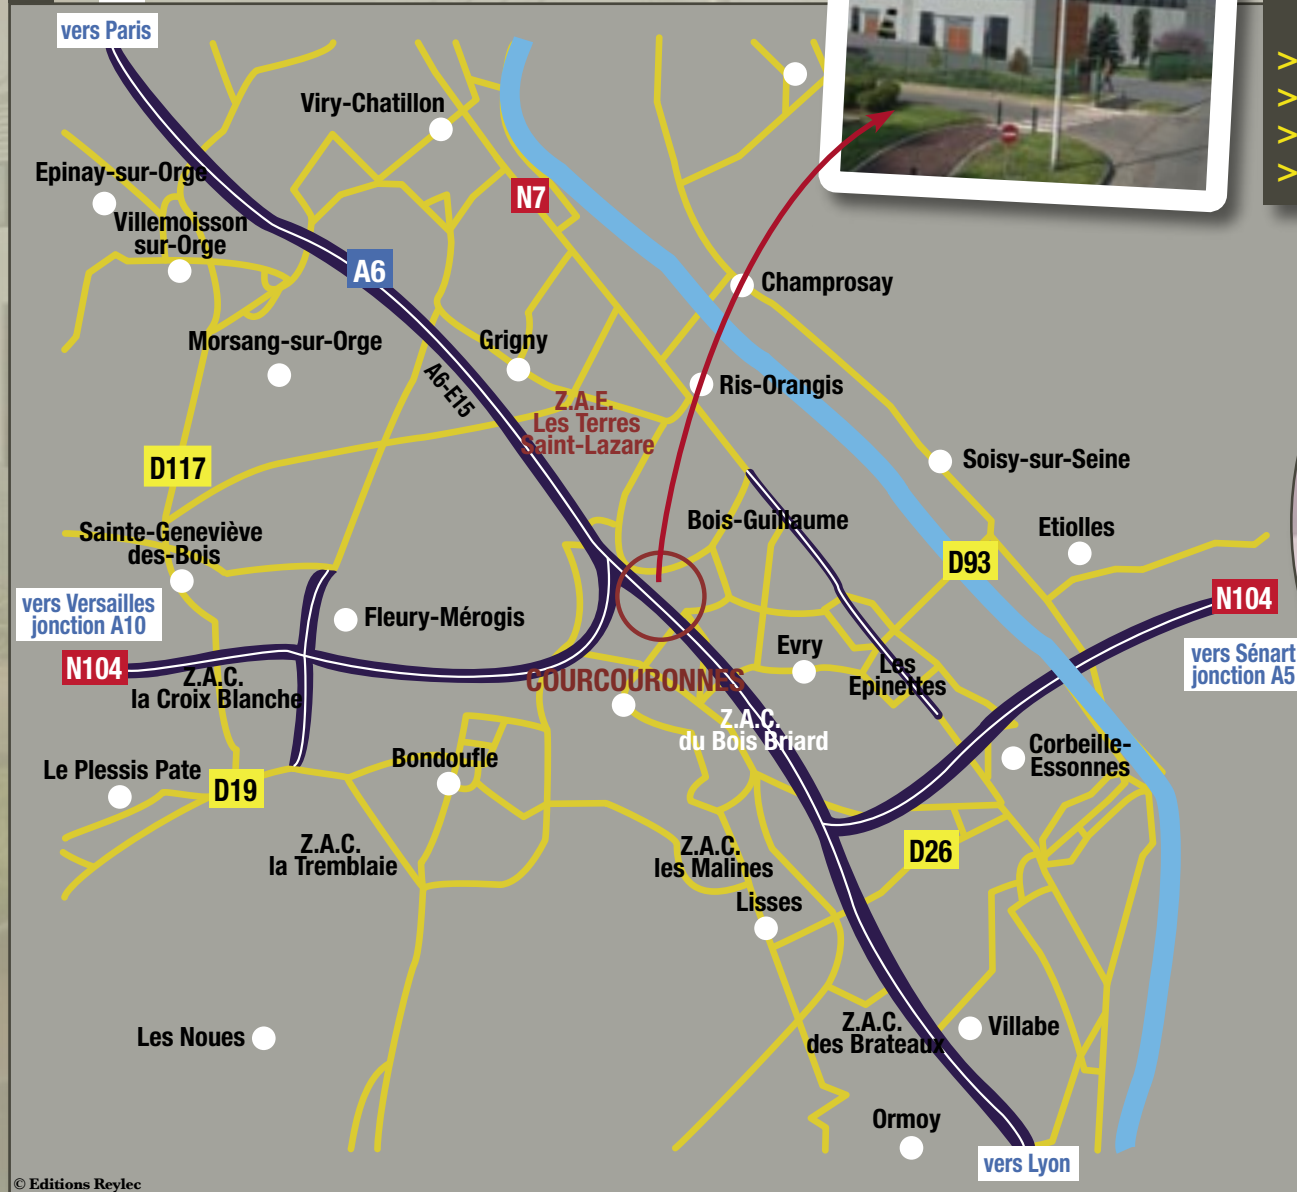 vers Paris
>
>
>
>
Viry-Chatillon
Epinay-sur-Orge
N7
Villemoisson
sur-Orge
A6
Champrosay
Morsang-sur-Orge
Grigny
A6-E15
Ris-Orangis
Z.A.E.
Les Terres
Saint-Lazare
D117
Soisy-sur-Seine
Bois-Guillaume
Etiolles
Sainte-Geneviève
des-Bois
D93
vers Versailles
jonction A10
N104
Fleury-Mérogis
N104
Evry
vers Sénart
jonction A5
Z.A.C.
la Croix Blanche
Les
Epinettes
COURCOURONNES
Z.A.C.
du Bois Briard
Corbeille-
Essonnes
Bondoufle
Le Plessis Pate
D19
Z.A.C.
la Tremblaie
Z.A.C.
les Malines
D26
Lisses
Z.A.C.
des Brateaux
Villabe
Les Noues
Ormoy
vers Lyon
© Editions Reylec